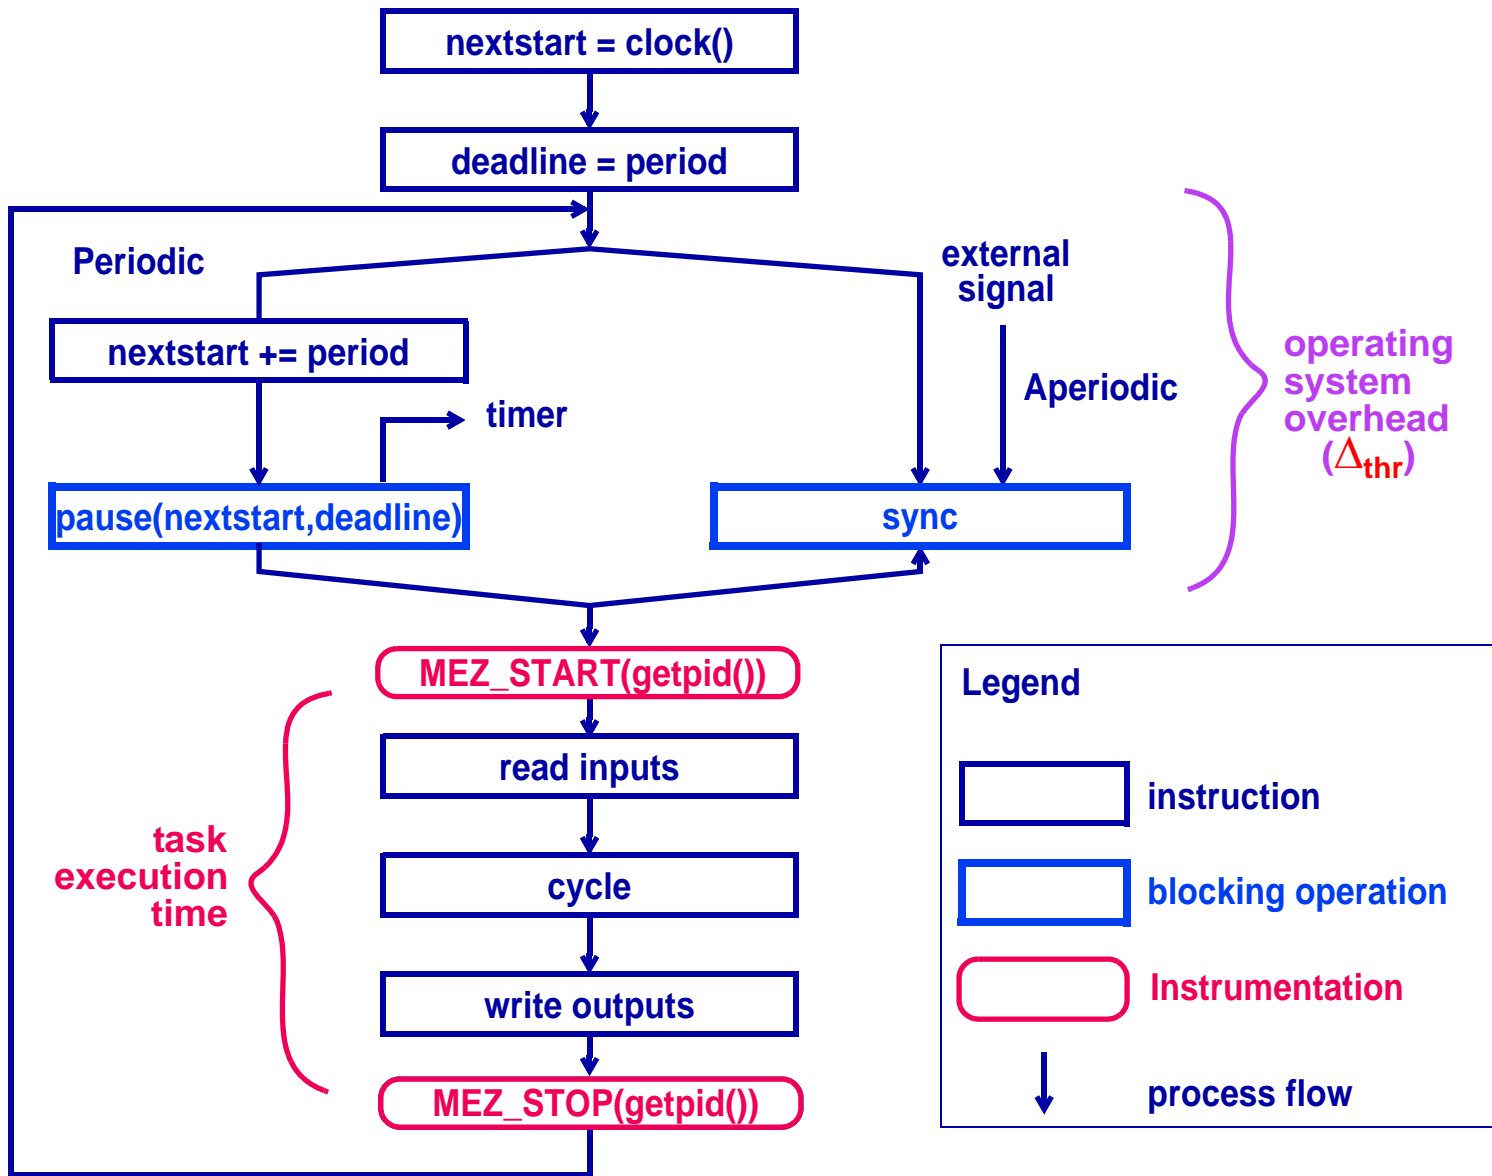 nextstart = clock()
deadline = period
Periodic
external
signal
nextstart += period
Aperiodic
timer
operating
system
overhead
(Δthr)
pause(nextstart,deadline)
sync
MEZ_START(getpid())
read inputs
task
execution
time
cycle
write outputs
MEZ_STOP(getpid())
Legend
instruction
blocking operation
Instrumentation
process flow